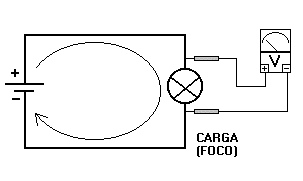 +
V
-
+ -
CARGA
(FOCO)